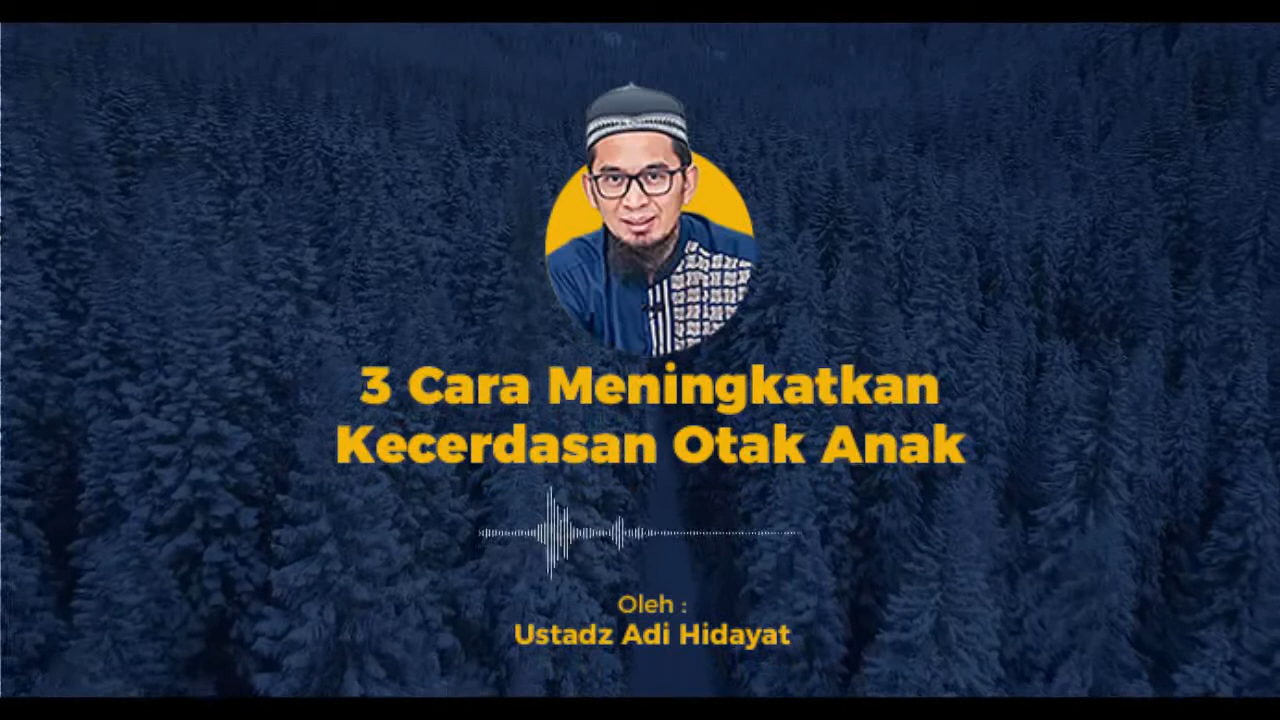 3 Cara Meningkatkan
Kecerdasan Otak Anak
Oleh :
Ustadz Adi Hidayat